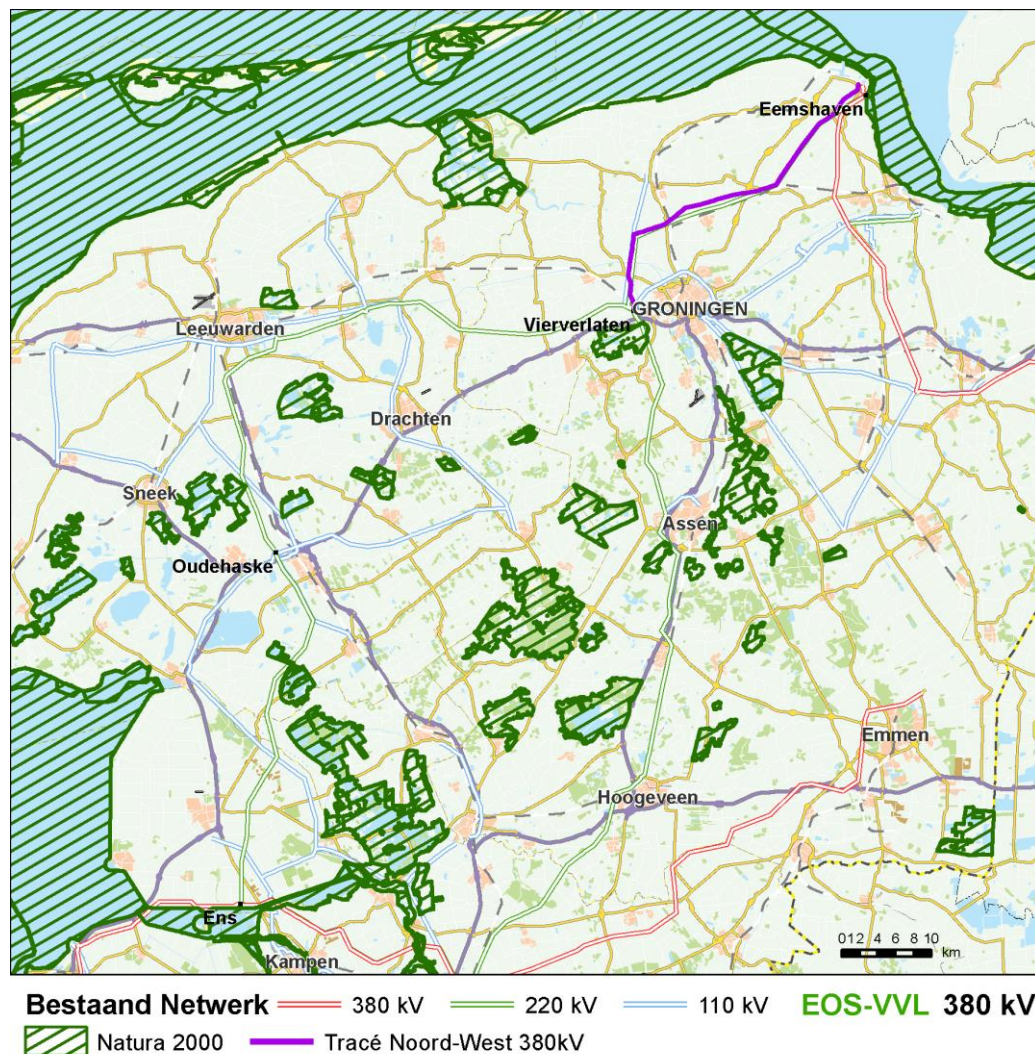 Eemshaven
GRONINGEN
Vierverlaten
Leeuwarden
Drachten
Sneek
Assen
Oudehaske
Emmen
Hoogeveen
Ens
Kampen
0 1 2 4 6 8 10
km
Bestaand Netwerk 380 kV 220 kV 110 kV EOS-VVL 380 kV
Natura 2000 Tracé Noord-West 380kV